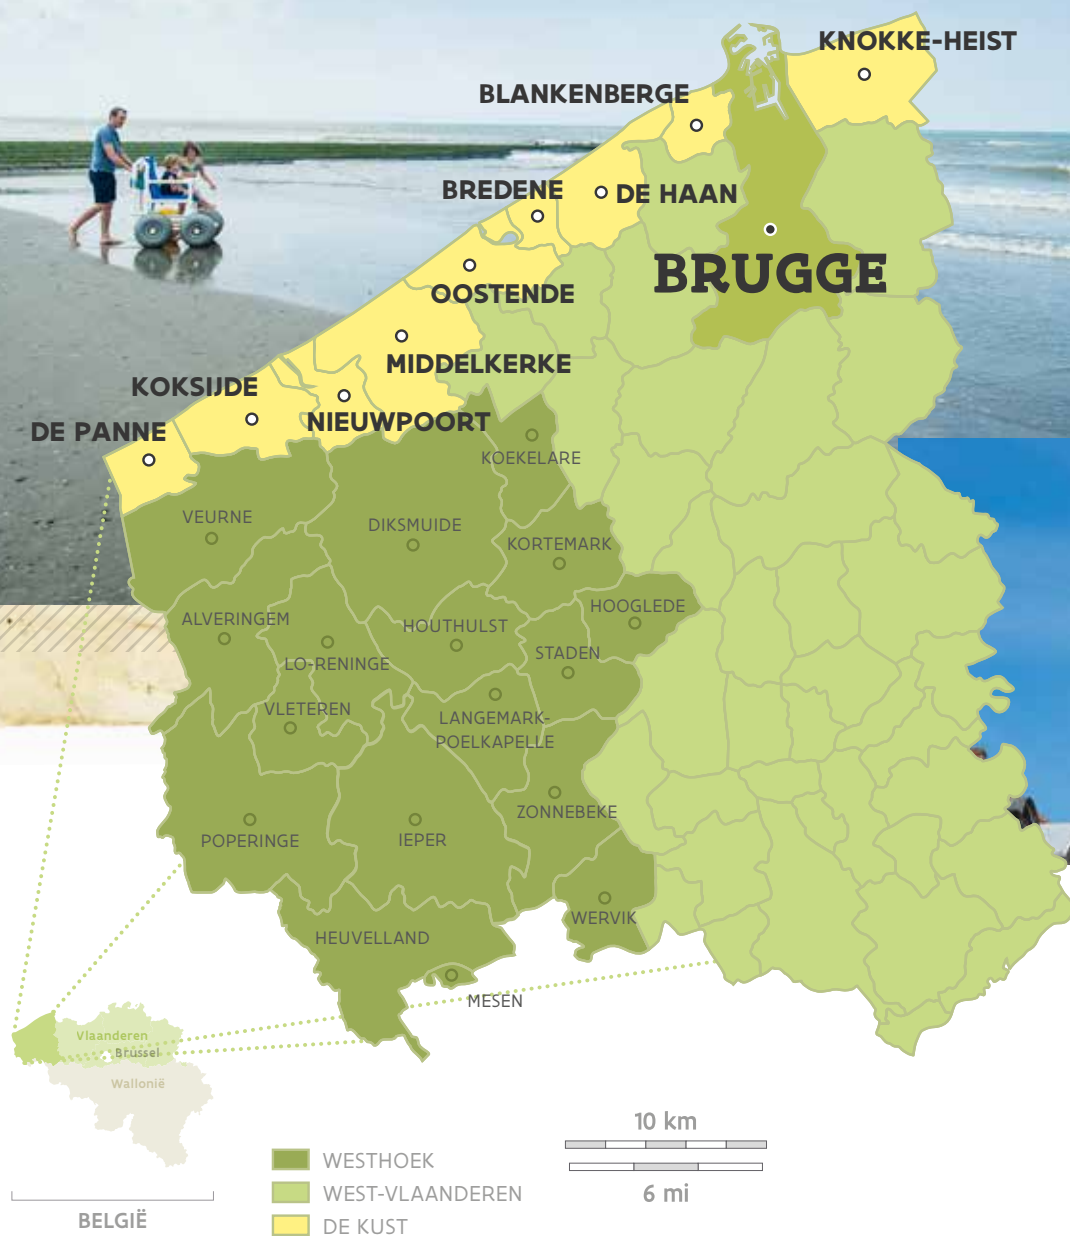 KNOKKE-HEIST
BLANKENBERGE
BREDENE
DE HAAN
BRUGGE
OOSTENDE
MIDDELKERKE
KOKSIJDE
NIEUWPOORT
DE PANNE
KOEKELARE
VEURNE
DIKSMUIDE
KORTEMARK
HOOGLEDE
ALVERINGEM
HOUTHULST
STADEN
LO-RENINGE
VLETEREN
LANGEMARK-
POELKAPELLE
ZONNEBEKE
POPERINGE
IEPER
WERVIK
HEUVELLAND
MESEN
Vlaanderen
Brussel
Wallonië
BELGIË
WESTHOEK
WEST-VLAANDEREN
DE KUST
10 km
6 mi